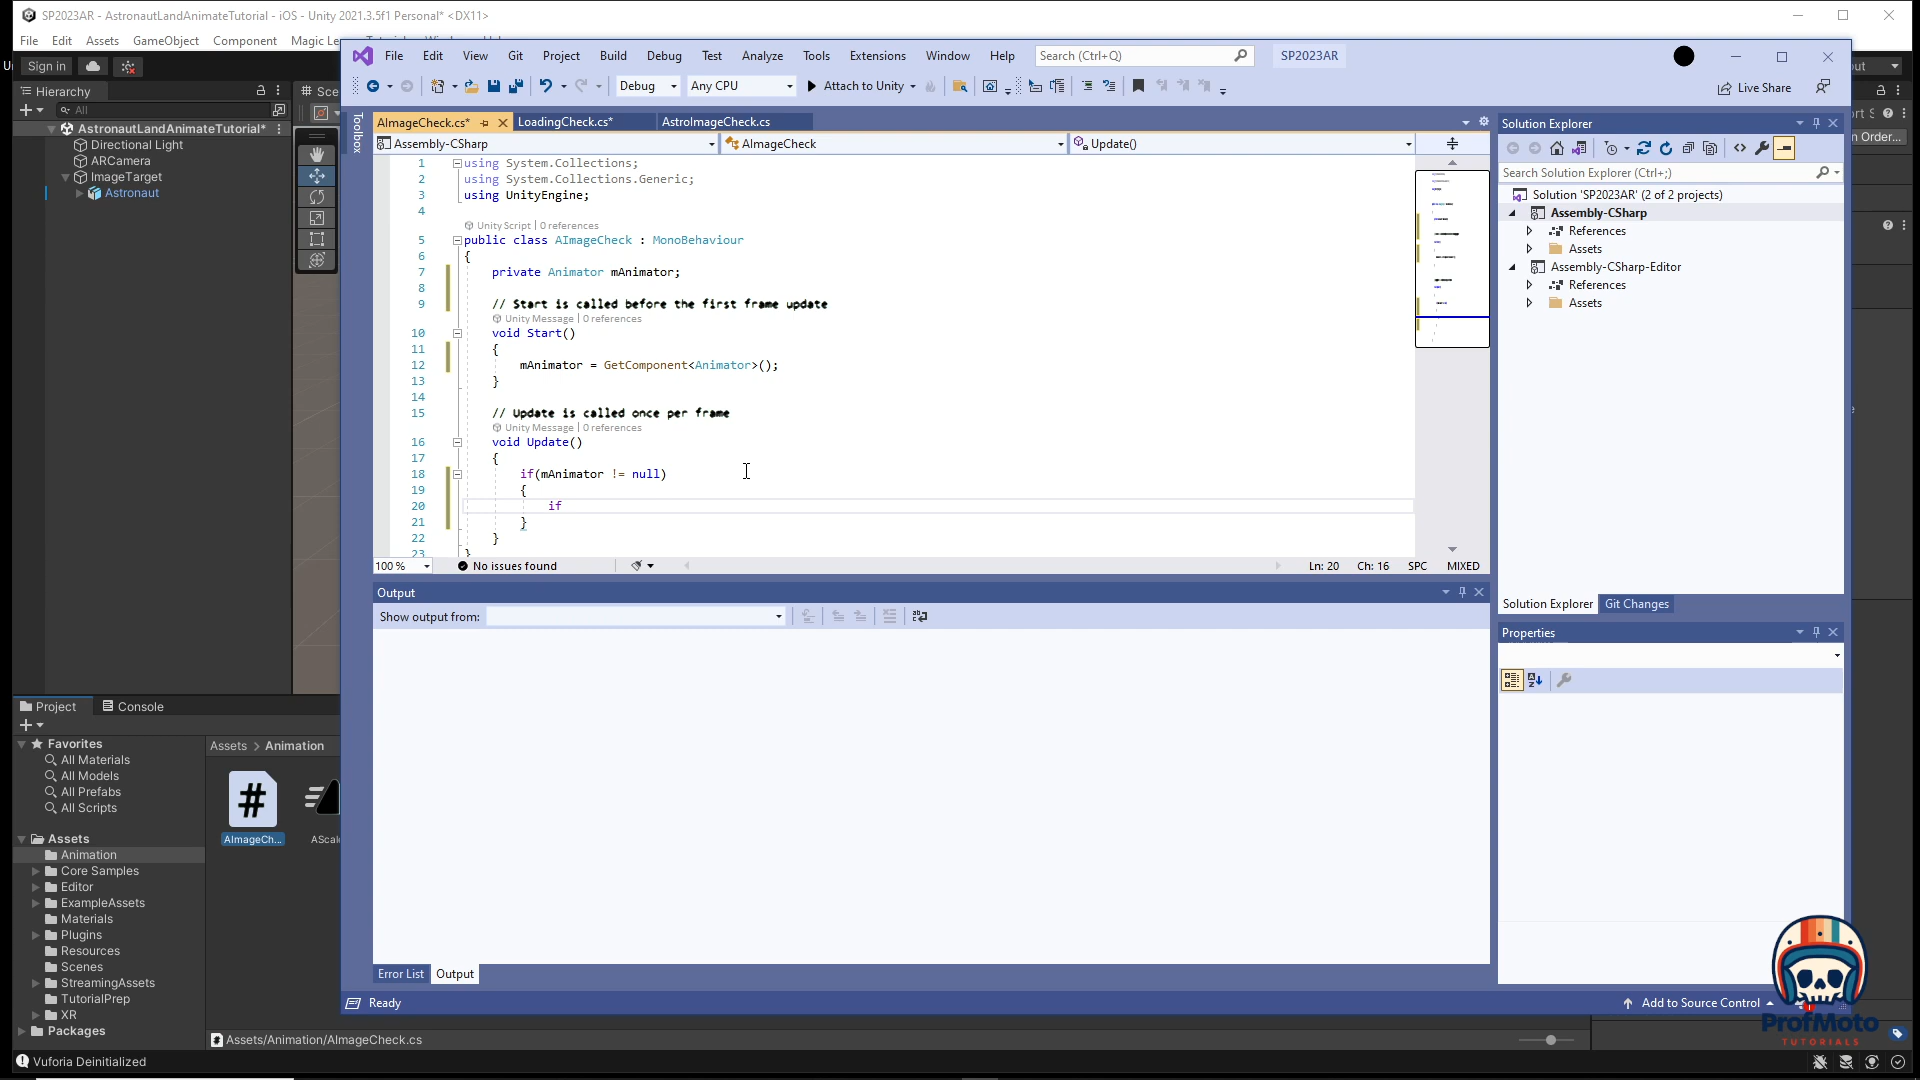 SP2023AR - AstronautLandAnimateTutorial - iOS - Unity 2021.3.5f1 Personal* <DX11>
File Edit Assets GameObject Component Magic Le
File Edit View Git Project Build Debug Test Analyze Tools Extensions Window Help Search (Ctrl+Q) SP2023AR
Sign in
Debug Any CPU Attach to Unity Live Share
Hierarchy
Sce
All
AstronautLandAnimateTutorial*
Directional Light
ARCamera
ImageTarget
Astronaut
Toolbox
AImageCheck.cs* LoadingCheck.cs* AstroImageCheck.cs
Assembly-CSharp AImageCheck Update()
1 using System.Collections;
2 using System.Collections.Generic;
3 using UnityEngine;
4
Unity Script | 0 references
5 public class AImageCheck : MonoBehaviour
6 {
7 private Animator mAnimator;
8
9 // Start is called before the first frame update
Unity Message | 0 references
10 void Start()
11 {
12 mAnimator = GetComponent<Animator>();
13 }
14
15 // Update is called once per frame
Unity Message | 0 references
16 void Update()
17 {
18 if(mAnimator != null)
19 {
20 if
21 }
22 }
23 }
100 % No issues found Ln: 20 Ch: 16 SPC MIXED
Output
Show output from:
Error List Output
Ready Add to Source Control
Solution Explorer
Search Solution Explorer (Ctrl+;)
Solution 'SP2023AR' (2 of 2 projects)
Assembly-CSharp
References
Assets
Assembly-CSharp-Editor
References
Assets
Solution Explorer Git Changes
Properties
n Order...
Project Console
Favorites
All Materials
All Models
All Prefabs
All Scripts
Assets
Animation
Core Samples
Editor
ExampleAssets
Materials
Plugins
Resources
Scenes
StreamingAssets
TutorialPrep
XR
Packages
Assets > Animation
#
AImageCh...
AScal
Assets/Animation/AImageCheck.cs
Vuforia Deinitialized
ProfMoto
TUTORIALS